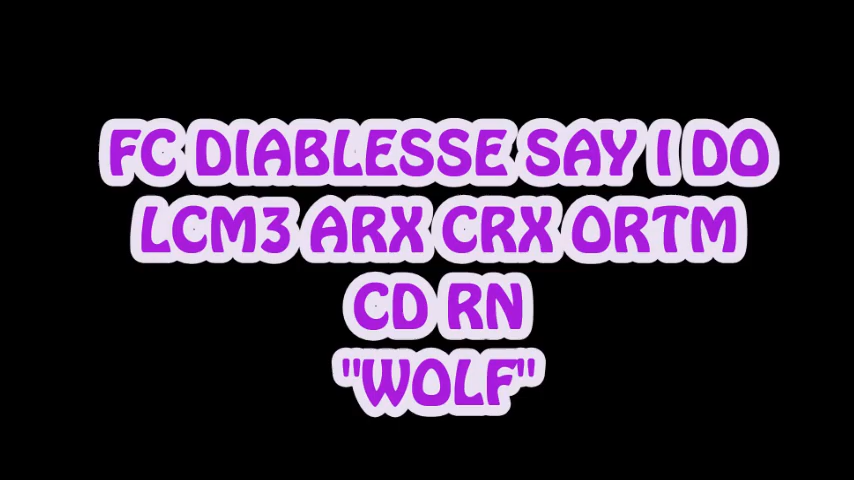 FC DIABLESSE SAY I DO
LCM3 ARX CRX ORTM
CD RN
"WOLF"